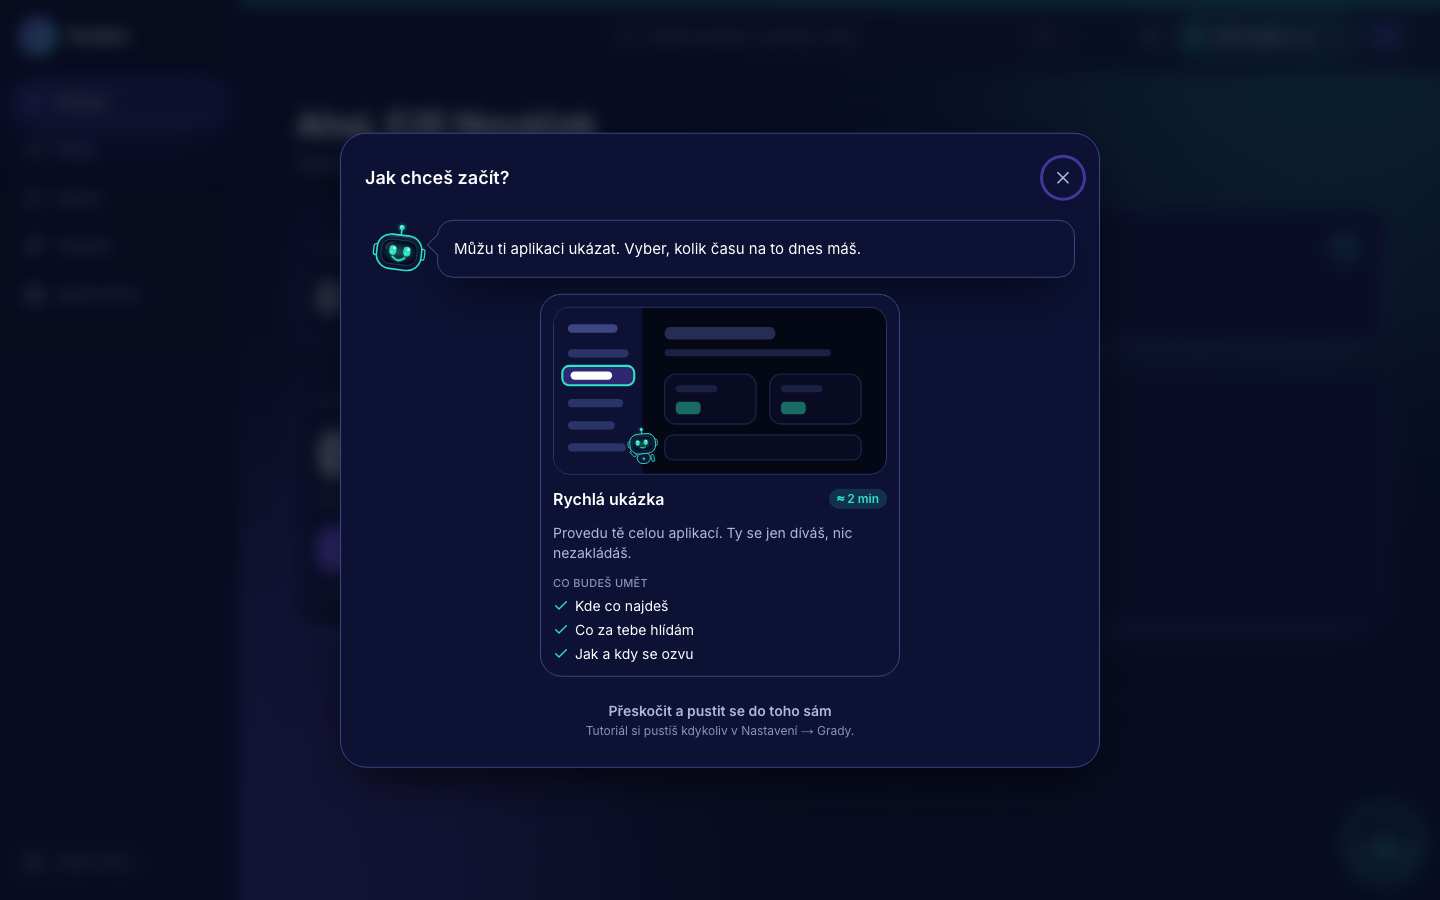 Jak chceš začít?
Můžu ti aplikaci ukázat. Vyber, kolik času na to dnes máš.
Rychlá ukázka
≈ 2 min
Provedu tě celou aplikací. Ty se jen díváš, nic
nezakládáš.
CO BUDEŠ UMĚT
Kde co najdeš
Co za tebe hlídám
Jak a kdy se ozvu
Přeskočit a pustit se do toho sám
Tutoriál si pustíš kdykoliv v Nastavení → Grady.